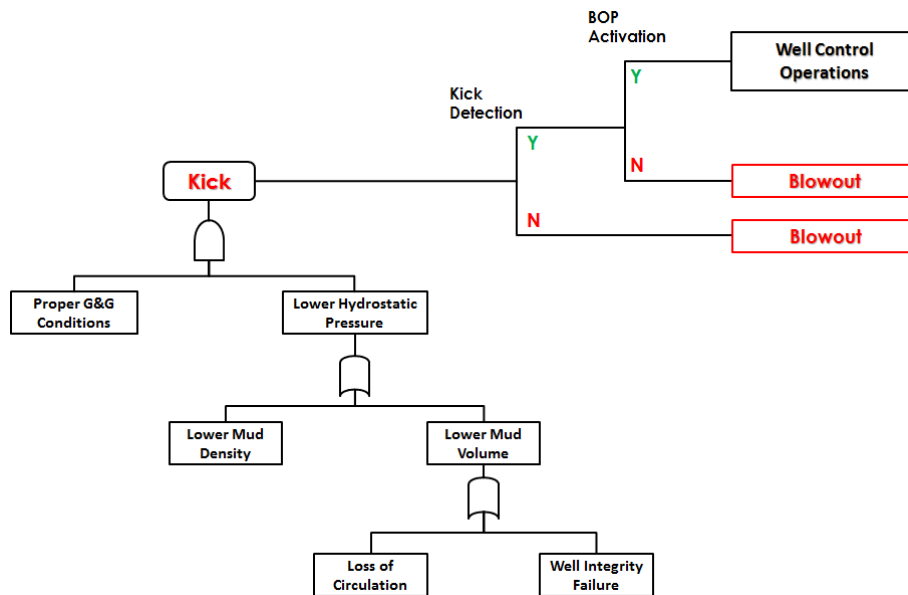 BOP
Activation
Well Control
Operations
Y
Kick
Detection
Y
N
Blowout
Kick
N
Blowout
Proper G&G
Conditions
Lower Hydrostatic
Pressure
Lower Mud
Density
Lower Mud
Volume
Loss of
Circulation
Well Integrity
Failure